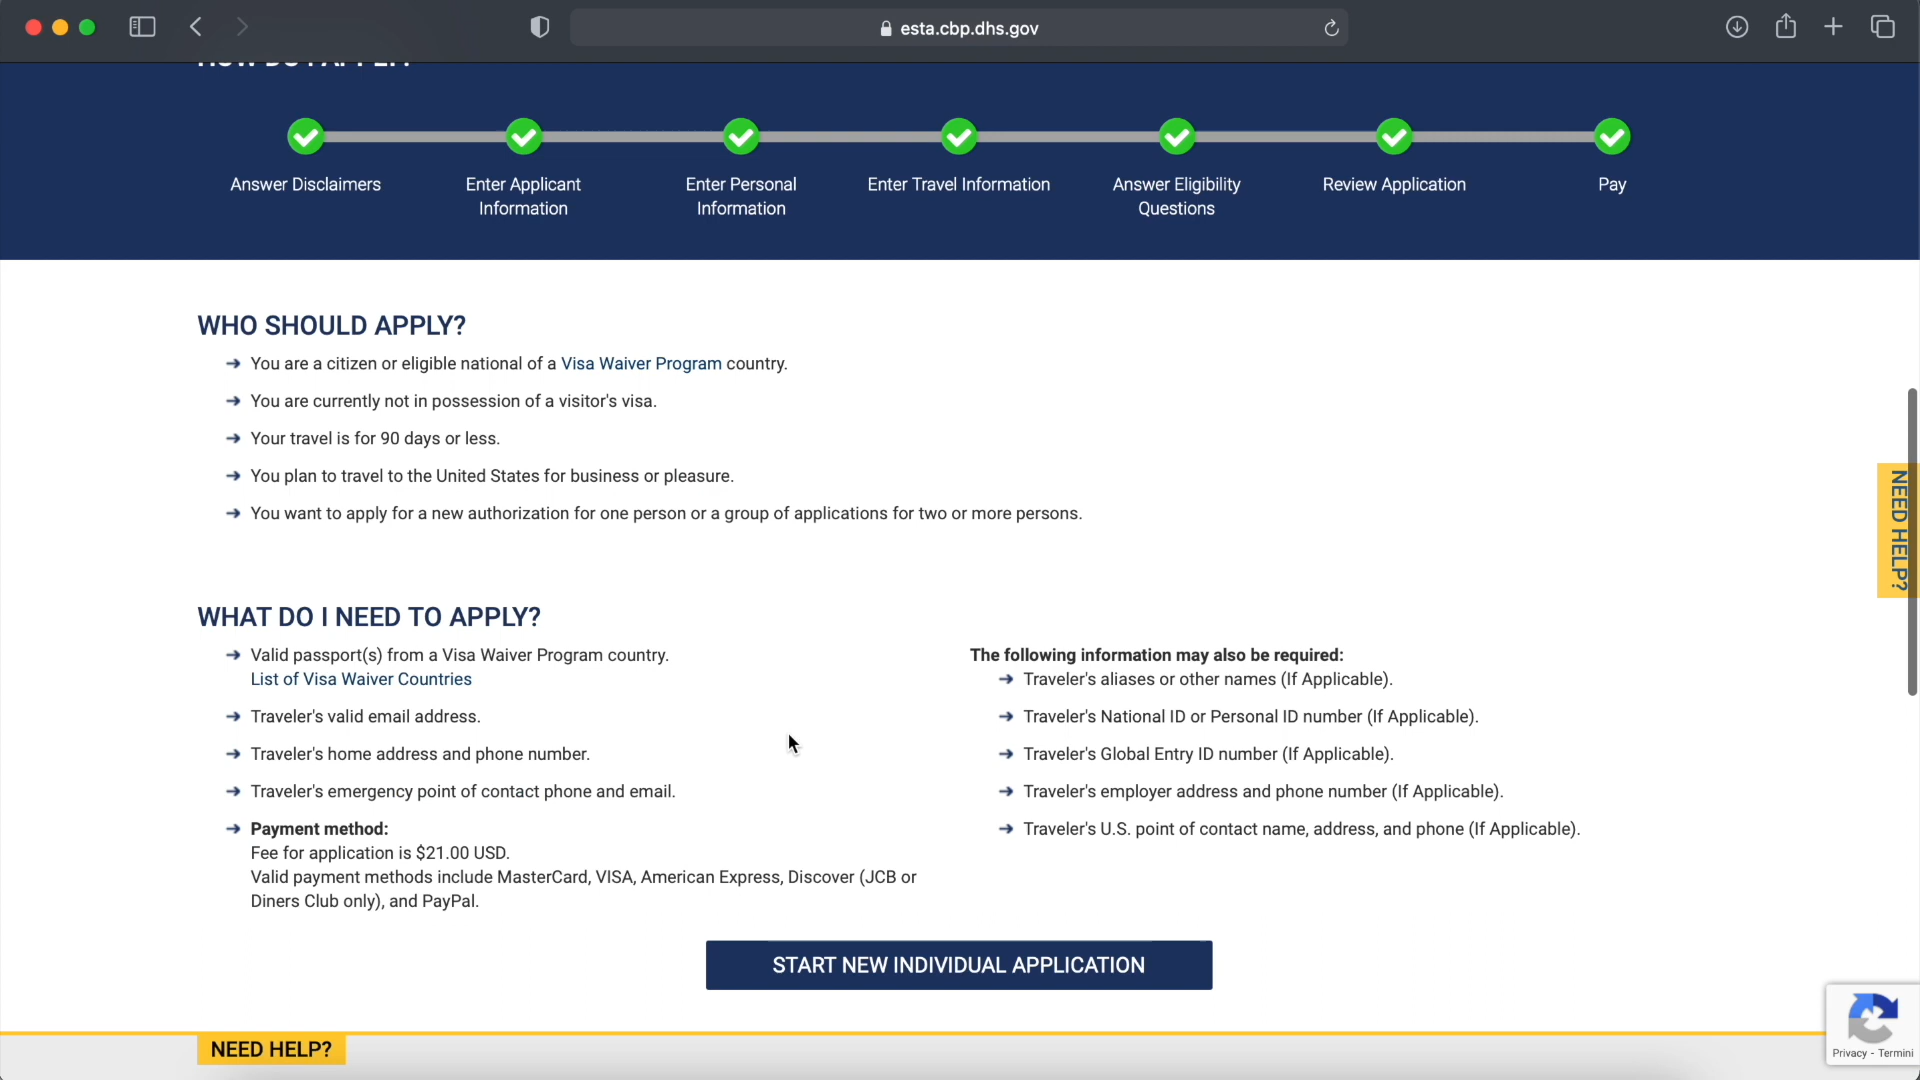 esta.cbp.dhs.gov
Answer Disclaimers
Enter Applicant
Information
Enter Personal
Information
Enter Travel Information
Answer Eligibility
Questions
Review Application
Pay
WHO SHOULD APPLY?
You are a citizen or eligible national of a Visa Waiver Program country.
You are currently not in possession of a visitor's visa.
Your travel is for 90 days or less.
You plan to travel to the United States for business or pleasure.
You want to apply for a new authorization for one person or a group of applications for two or more persons.
NEED HELP?
WHAT DO I NEED TO APPLY?
Valid passport(s) from a Visa Waiver Program country.
List of Visa Waiver Countries
Traveler's valid email address.
Traveler's home address and phone number.
Traveler's emergency point of contact phone and email.
Payment method:
Fee for application is $21.00 USD.
Valid payment methods include MasterCard, VISA, American Express, Discover (JCB or
Diners Club only), and PayPal.
The following information may also be required:
Traveler's aliases or other names (If Applicable).
Traveler's National ID or Personal ID number (If Applicable).
Traveler's Global Entry ID number (If Applicable).
Traveler's employer address and phone number (If Applicable).
Traveler's U.S. point of contact name, address, and phone (If Applicable).
START NEW INDIVIDUAL APPLICATION
NEED HELP?
Privacy - Termini